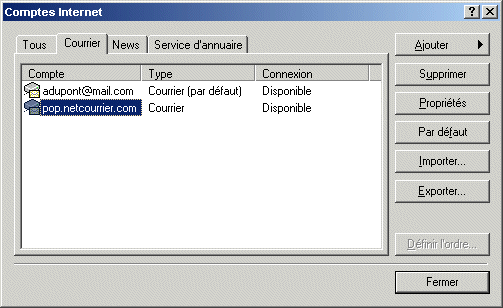 Comptes Internet
Tous Courrier News Service d'annuaire
Compte Type Connexion
adupont@mail.com Courrier (par défaut) Disponible
pop.netcourrier.com Courrier Disponible
Ajouter
Supprimer
Propriétés
Par défaut
Importer...
Exporter...
Définir l'ordre...
Fermer